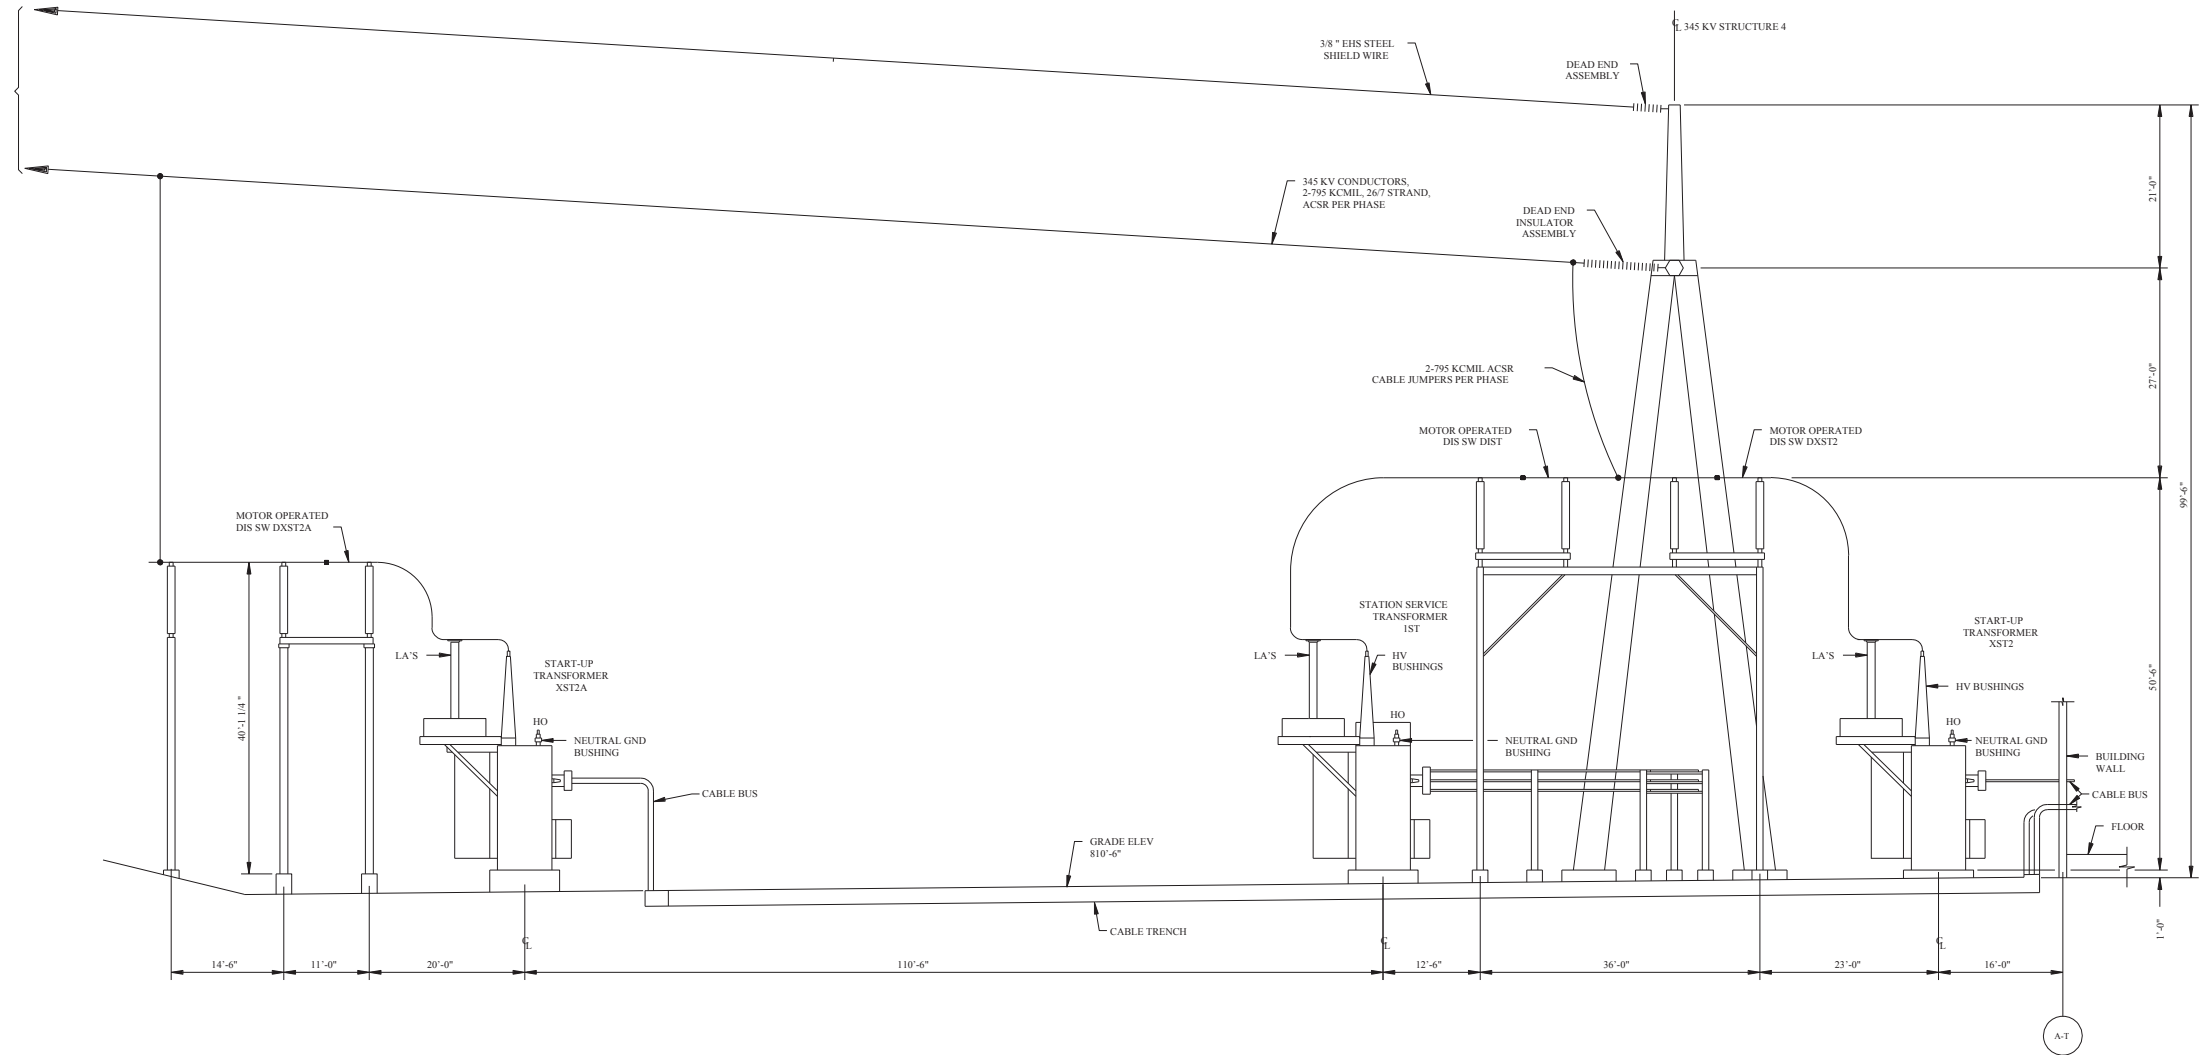 ℄ 345 KV STRUCTURE 4
3/8 " EHS STEEL
SHIELD WIRE
DEAD END
ASSEMBLY
345 KV CONDUCTORS,
2-795 KCMIL, 26/7 STRAND,
ACSR PER PHASE
DEAD END
INSULATOR
ASSEMBLY
21'-0"
27'-0"
99'-6"
50'-6"
1'-0"
2-795 KCMIL ACSR
CABLE JUMPERS PER PHASE
MOTOR OPERATED
DIS SW DIST
MOTOR OPERATED
DIS SW DXST2
MOTOR OPERATED
DIS SW DXST2A
40'-1 1/4 "
LA'S
START-UP
TRANSFORMER
XST2A
HO
NEUTRAL GND
BUSHING
CABLE BUS
STATION SERVICE
TRANSFORMER
1ST
LA'S
HV
BUSHINGS
HO
NEUTRAL GND
BUSHING
START-UP
TRANSFORMER
XST2
LA'S
HV BUSHINGS
HO
NEUTRAL GND
BUSHING
BUILDING
WALL
CABLE BUS
FLOOR
GRADE ELEV
810'-6"
CABLE TRENCH
℄
℄
℄
14'-6"
11'-0"
20'-0"
110'-6"
12'-6"
36'-0"
23'-0"
16'-0"
A-T